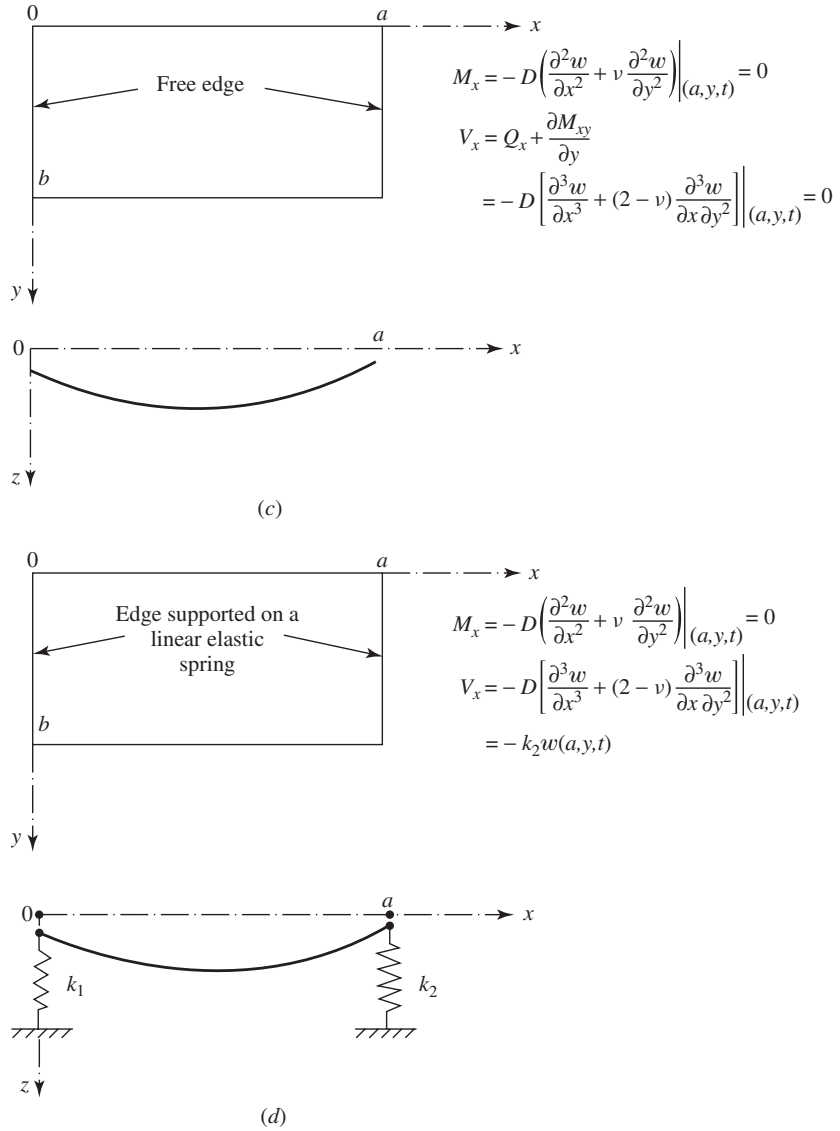 0 a x
M_x = −D(∂²w/∂x² + ν ∂²w/∂y²)|(a,y,t) = 0
Free edge
V_x = Q_x + ∂M_xy/∂y
b
= −D[∂³w/∂x³ + (2 − ν) ∂³w/∂x ∂y²]|(a,y,t) = 0
y
0 a x
z
(c)
0 a x
M_x = −D(∂²w/∂x² + ν ∂²w/∂y²)|(a,y,t) = 0
Edge supported on a
linear elastic
spring
V_x = −D[∂³w/∂x³ + (2 − ν) ∂³w/∂x ∂y²]|(a,y,t)
b
= −k₂w(a,y,t)
y
0 a x
k₁ k₂
z
(d)